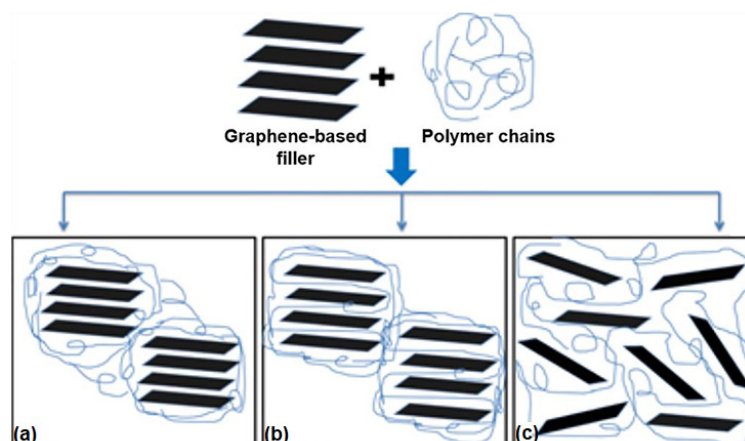 +
Graphene-based
filler
Polymer chains
(a)
(b)
(c)